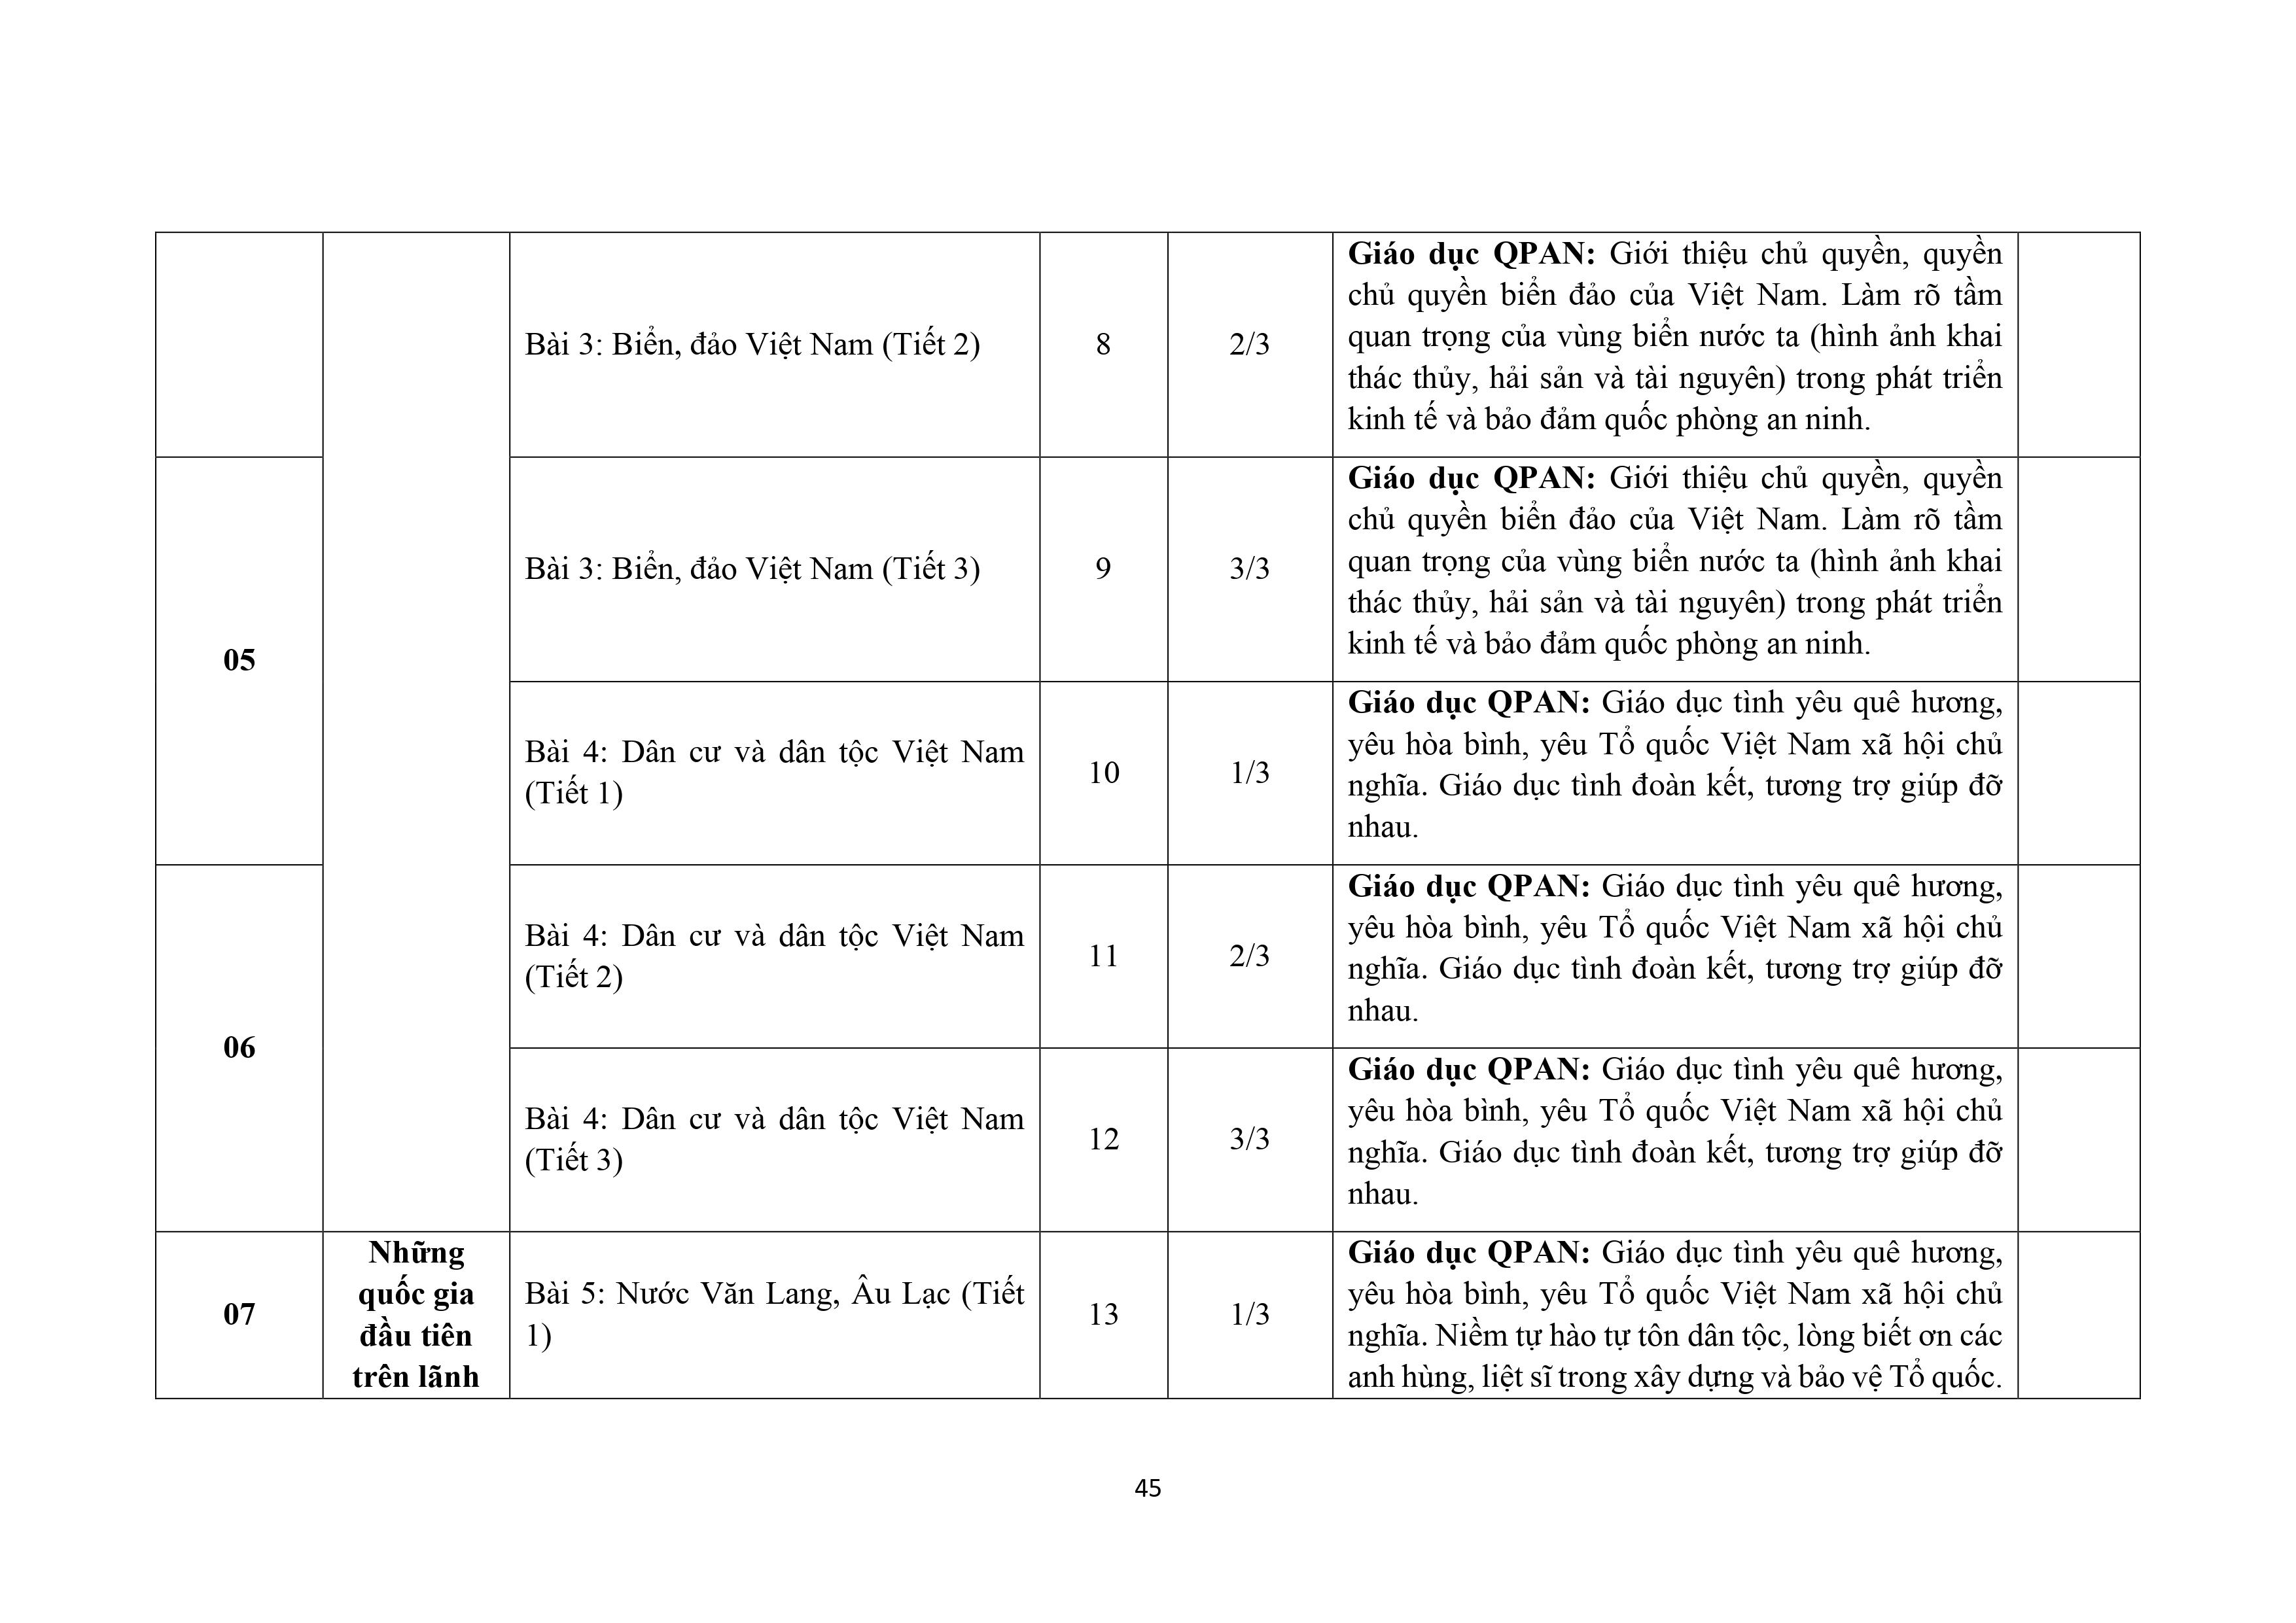 Bài 3: Biển, đảo Việt Nam (Tiết 2)
8
2/3
Giáo dục QPAN: Giới thiệu chủ quyền, quyền
chủ quyền biển đảo của Việt Nam. Làm rõ tầm
quan trọng của vùng biển nước ta (hình ảnh khai
thác thủy, hải sản và tài nguyên) trong phát triển
kinh tế và bảo đảm quốc phòng an ninh.
05
Bài 3: Biển, đảo Việt Nam (Tiết 3)
9
3/3
Giáo dục QPAN: Giới thiệu chủ quyền, quyền
chủ quyền biển đảo của Việt Nam. Làm rõ tầm
quan trọng của vùng biển nước ta (hình ảnh khai
thác thủy, hải sản và tài nguyên) trong phát triển
kinh tế và bảo đảm quốc phòng an ninh.
Bài 4: Dân cư và dân tộc Việt Nam
(Tiết 1)
10
1/3
Giáo dục QPAN: Giáo dục tình yêu quê hương,
yêu hòa bình, yêu Tổ quốc Việt Nam xã hội chủ
nghĩa. Giáo dục tình đoàn kết, tương trợ giúp đỡ
nhau.
06
Bài 4: Dân cư và dân tộc Việt Nam
(Tiết 2)
11
2/3
Giáo dục QPAN: Giáo dục tình yêu quê hương,
yêu hòa bình, yêu Tổ quốc Việt Nam xã hội chủ
nghĩa. Giáo dục tình đoàn kết, tương trợ giúp đỡ
nhau.
Bài 4: Dân cư và dân tộc Việt Nam
(Tiết 3)
12
3/3
Giáo dục QPAN: Giáo dục tình yêu quê hương,
yêu hòa bình, yêu Tổ quốc Việt Nam xã hội chủ
nghĩa. Giáo dục tình đoàn kết, tương trợ giúp đỡ
nhau.
07
Những
quốc gia
đầu tiên
trên lãnh
Bài 5: Nước Văn Lang, Âu Lạc (Tiết
1)
13
1/3
Giáo dục QPAN: Giáo dục tình yêu quê hương,
yêu hòa bình, yêu Tổ quốc Việt Nam xã hội chủ
nghĩa. Niềm tự hào tự tôn dân tộc, lòng biết ơn các
anh hùng, liệt sĩ trong xây dựng và bảo vệ Tổ quốc.
45